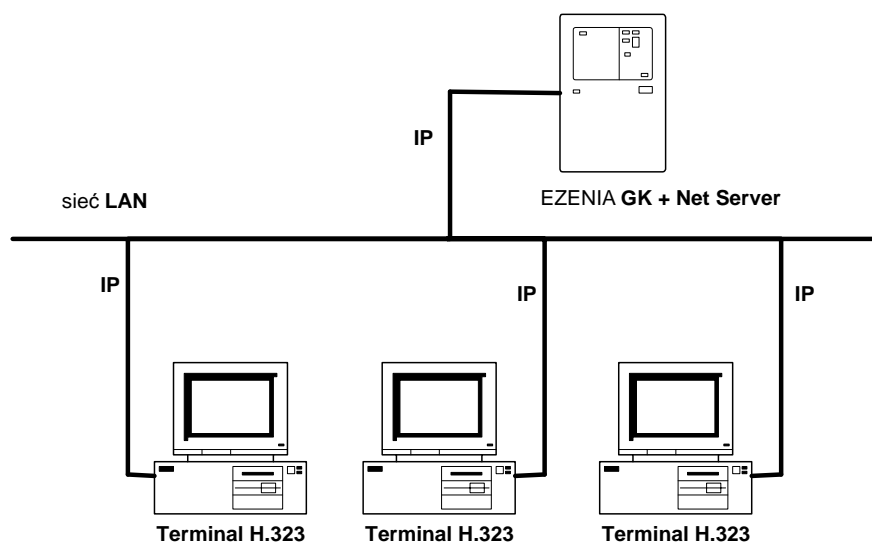 IP
sieć LAN
EZENIA GK + Net Server
IP
IP
IP
Terminal H.323
Terminal H.323
Terminal H.323